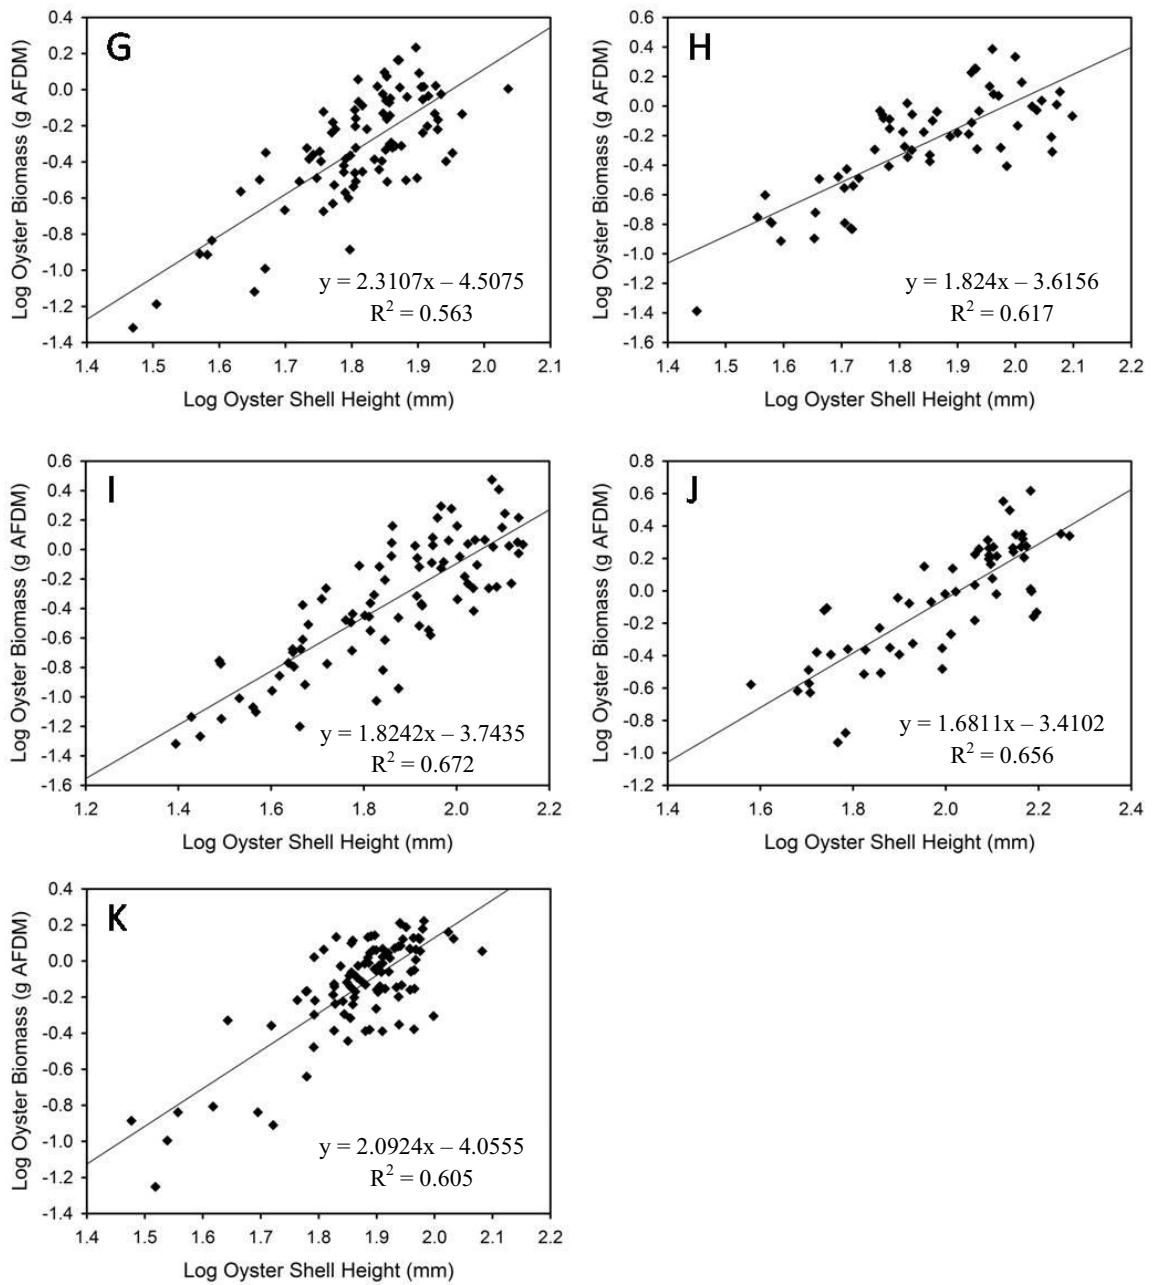 G
y = 2.3107x – 4.5075
R² = 0.563
0.4
0.2
0.0
-0.2
-0.4
-0.6
-0.8
-1.0
-1.2
-1.4
1.4 1.5 1.6 1.7 1.8 1.9 2.0 2.1
Log Oyster Biomass (g AFDM)
Log Oyster Shell Height (mm)
H
y = 1.824x – 3.6156
R² = 0.617
0.6
0.4
0.2
0.0
-0.2
-0.4
-0.6
-0.8
-1.0
-1.2
-1.4
-1.6
1.4 1.5 1.6 1.7 1.8 1.9 2.0 2.1 2.2
Log Oyster Biomass (g AFDM)
Log Oyster Shell Height (mm)
I
y = 1.8242x – 3.7435
R² = 0.672
0.6
0.4
0.2
0.0
-0.2
-0.4
-0.6
-0.8
-1.0
-1.2
-1.4
-1.6
1.2 1.4 1.6 1.8 2.0 2.2
Log Oyster Biomass (g AFDM)
Log Oyster Shell Height (mm)
J
y = 1.6811x – 3.4102
R² = 0.656
0.8
0.6
0.4
0.2
0.0
-0.2
-0.4
-0.6
-0.8
-1.0
-1.2
1.4 1.6 1.8 2.0 2.2 2.4
Log Oyster Biomass (g AFDM)
Log Oyster Shell Height (mm)
K
y = 2.0924x – 4.0555
R² = 0.605
0.4
0.2
0.0
-0.2
-0.4
-0.6
-0.8
-1.0
-1.2
-1.4
1.4 1.5 1.6 1.7 1.8 1.9 2.0 2.1 2.2
Log Oyster Biomass (g AFDM)
Log Oyster Shell Height (mm)